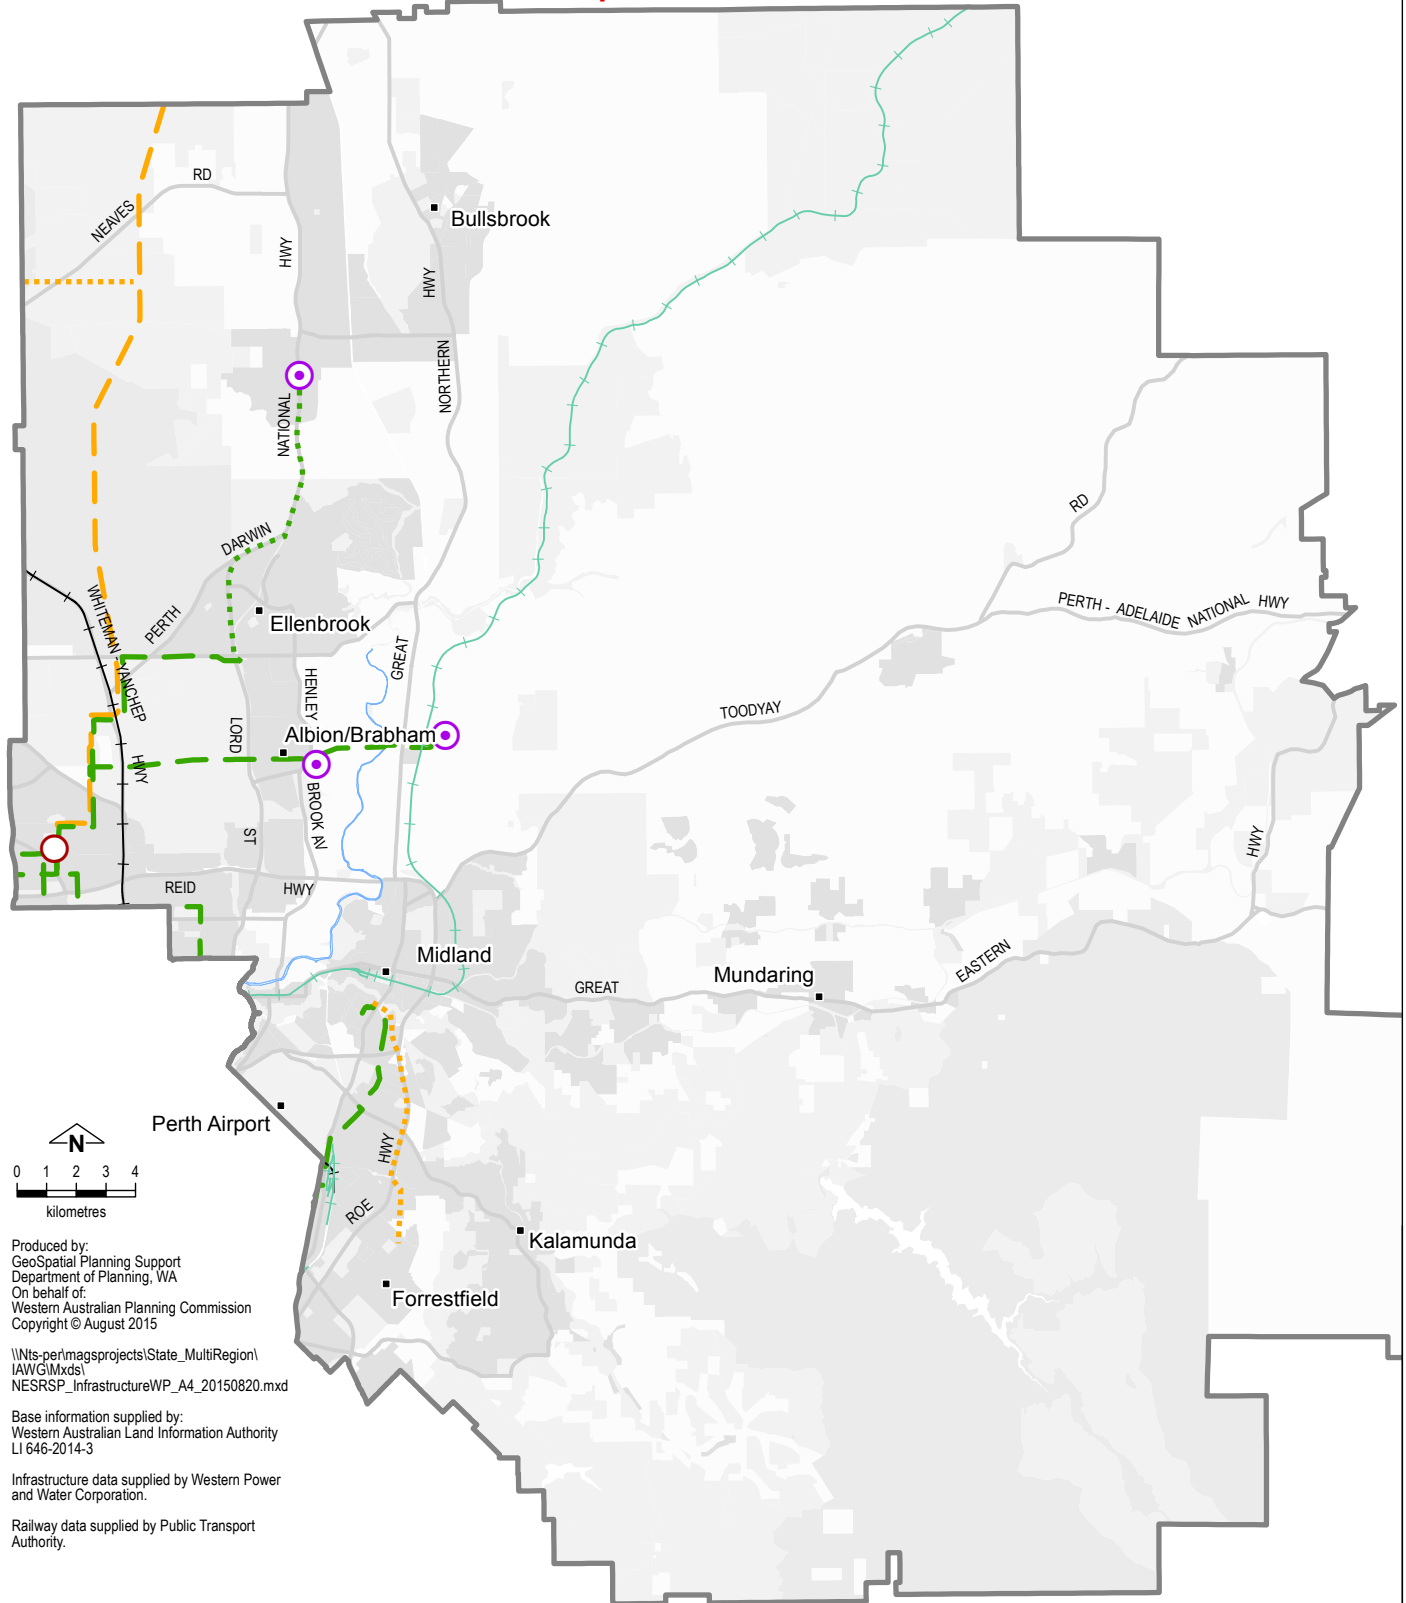 RD
NEAVES
HWY
Bullsbrook
HWY
NORTHERN
NATIONAL
DARWIN
RD
PERTH - ADELAIDE NATIONAL HWY
WHITEMAN - YANCHEP
HWY
PERTH
Ellenbrook
GREAT
HENLEY
BROOK AV
LORD
ST
Albion/Brabham
TOODYAY
HWY
REID
HWY
Midland
Mundaring
EASTERN
GREAT
Perth Airport
HWY
ROE
Kalamunda
Forrestfield
N
0 1 2 3 4
kilometres
Produced by:
GeoSpatial Planning Support
Department of Planning, WA
On behalf of:
Western Australian Planning Commission
Copyright © August 2015
\\Nts-per\magsprojects\State_MultiRegion\
IAWG\Mxds\
NESRSP_InfrastructureWP_A4_20150820.mxd
Base information supplied by:
Western Australian Land Information Authority
LI 646-2014-3
Infrastructure data supplied by Western Power
and Water Corporation.
Railway data supplied by Public Transport
Authority.